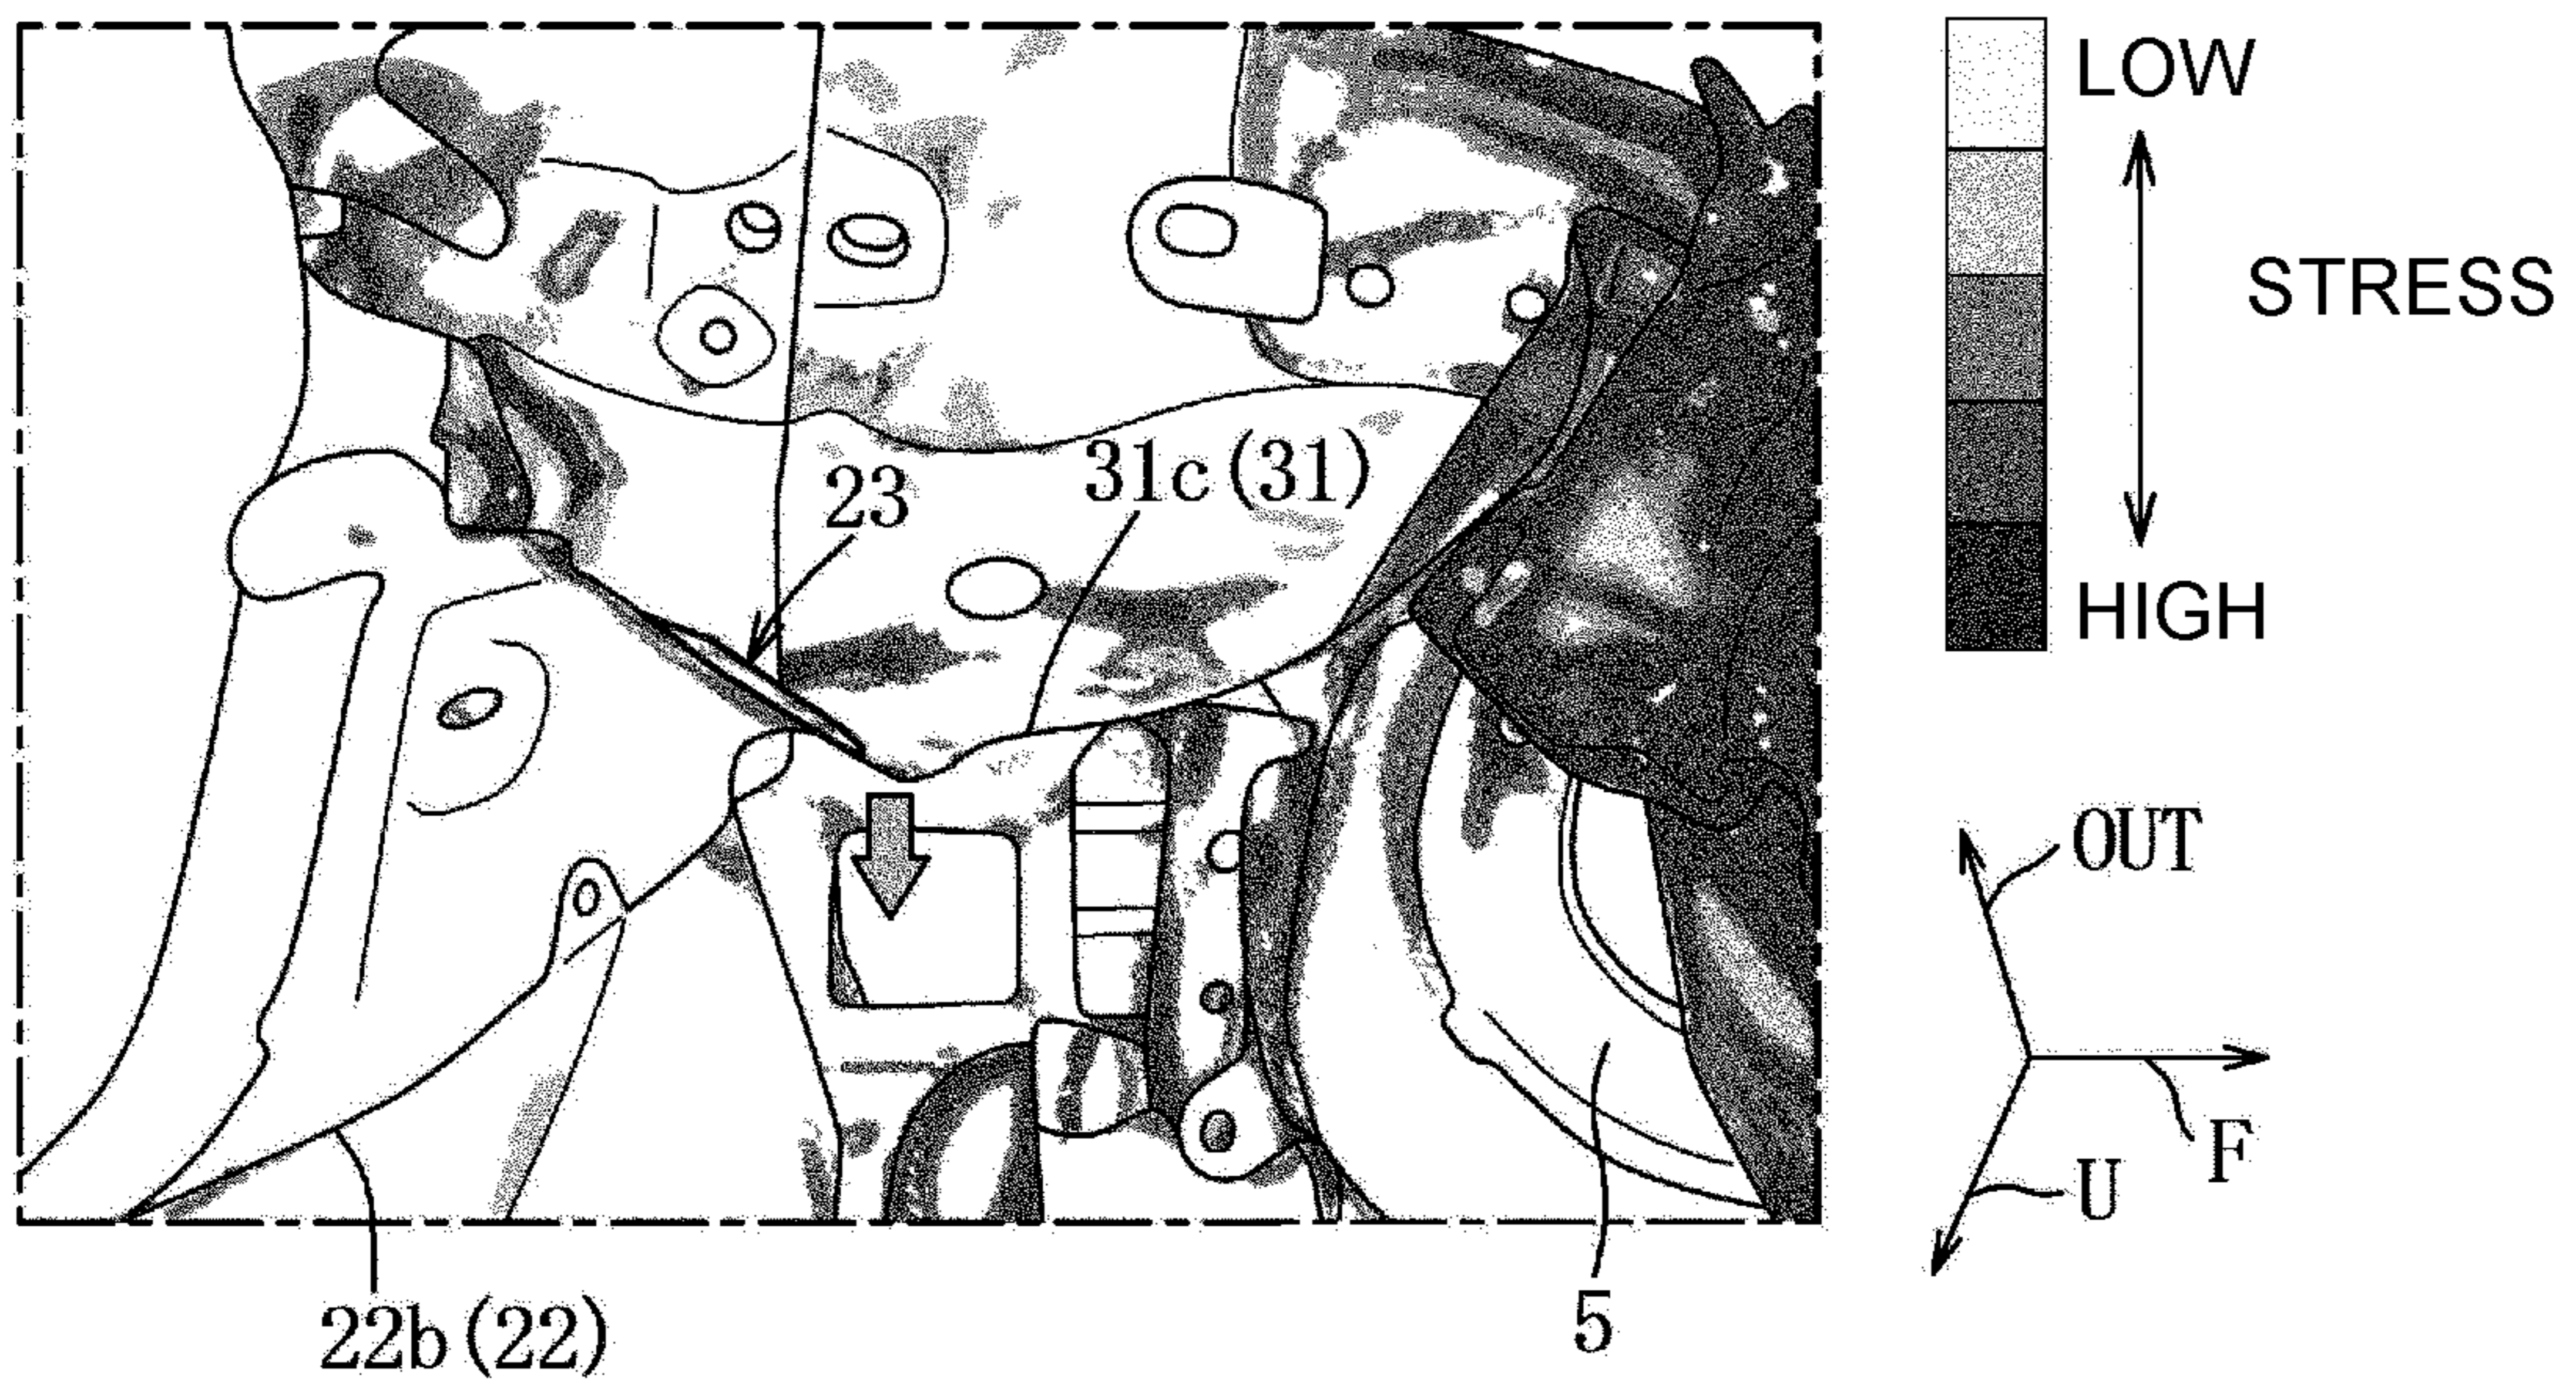 LOW
STRESS
HIGH
23
31c (31)
OUT
F
U
22b (22)
5